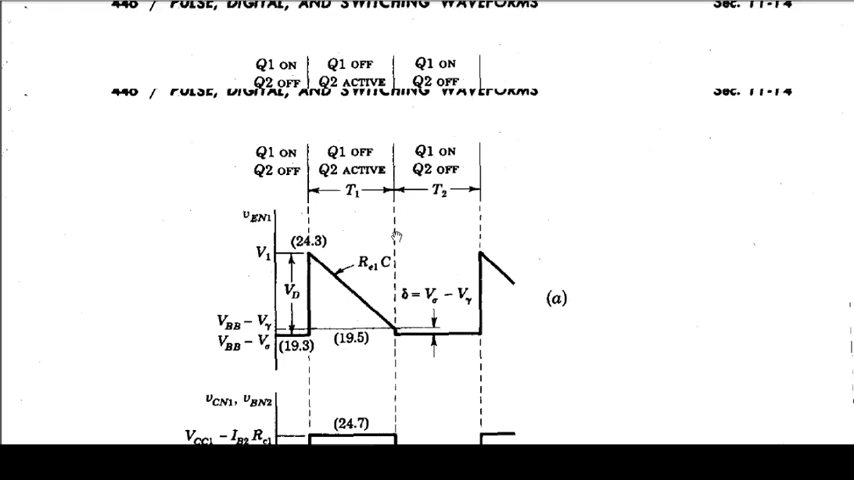 446 / PULSE, DIGITAL, AND SWITCHING WAVEFORMS Sec. 11-14
Q1 ON Q1 OFF Q1 ON
Q2 OFF Q2 ACTIVE Q2 OFF
446 / PULSE, DIGITAL, AND SWITCHING WAVEFORMS Sec. 11-14
Q1 ON Q1 OFF Q1 ON
Q2 OFF Q2 ACTIVE Q2 OFF
T1 T2
vEN1
(24.3)
V1
Re1 C
VD
δ = Vσ − Vγ
(a)
VBB − Vγ
(19.5)
VBB − Vσ
(19.3)
vCN1, vBN2
(24.7)
VCC1 − IB2 Rc1